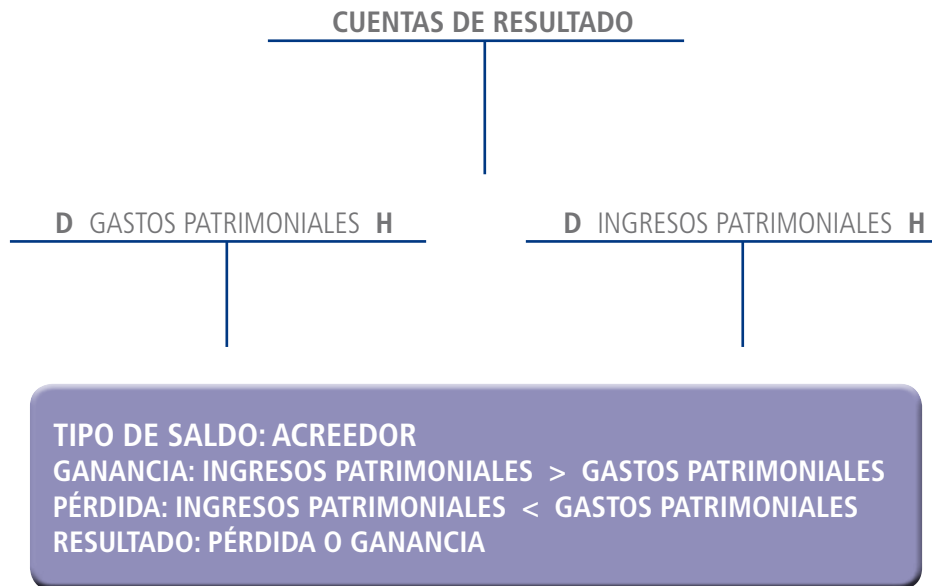 CUENTAS DE RESULTADO
D GASTOS PATRIMONIALES H
D INGRESOS PATRIMONIALES H
TIPO DE SALDO: ACREEDOR
GANANCIA: INGRESOS PATRIMONIALES > GASTOS PATRIMONIALES
PÉRDIDA: INGRESOS PATRIMONIALES < GASTOS PATRIMONIALES
RESULTADO: PÉRDIDA O GANANCIA